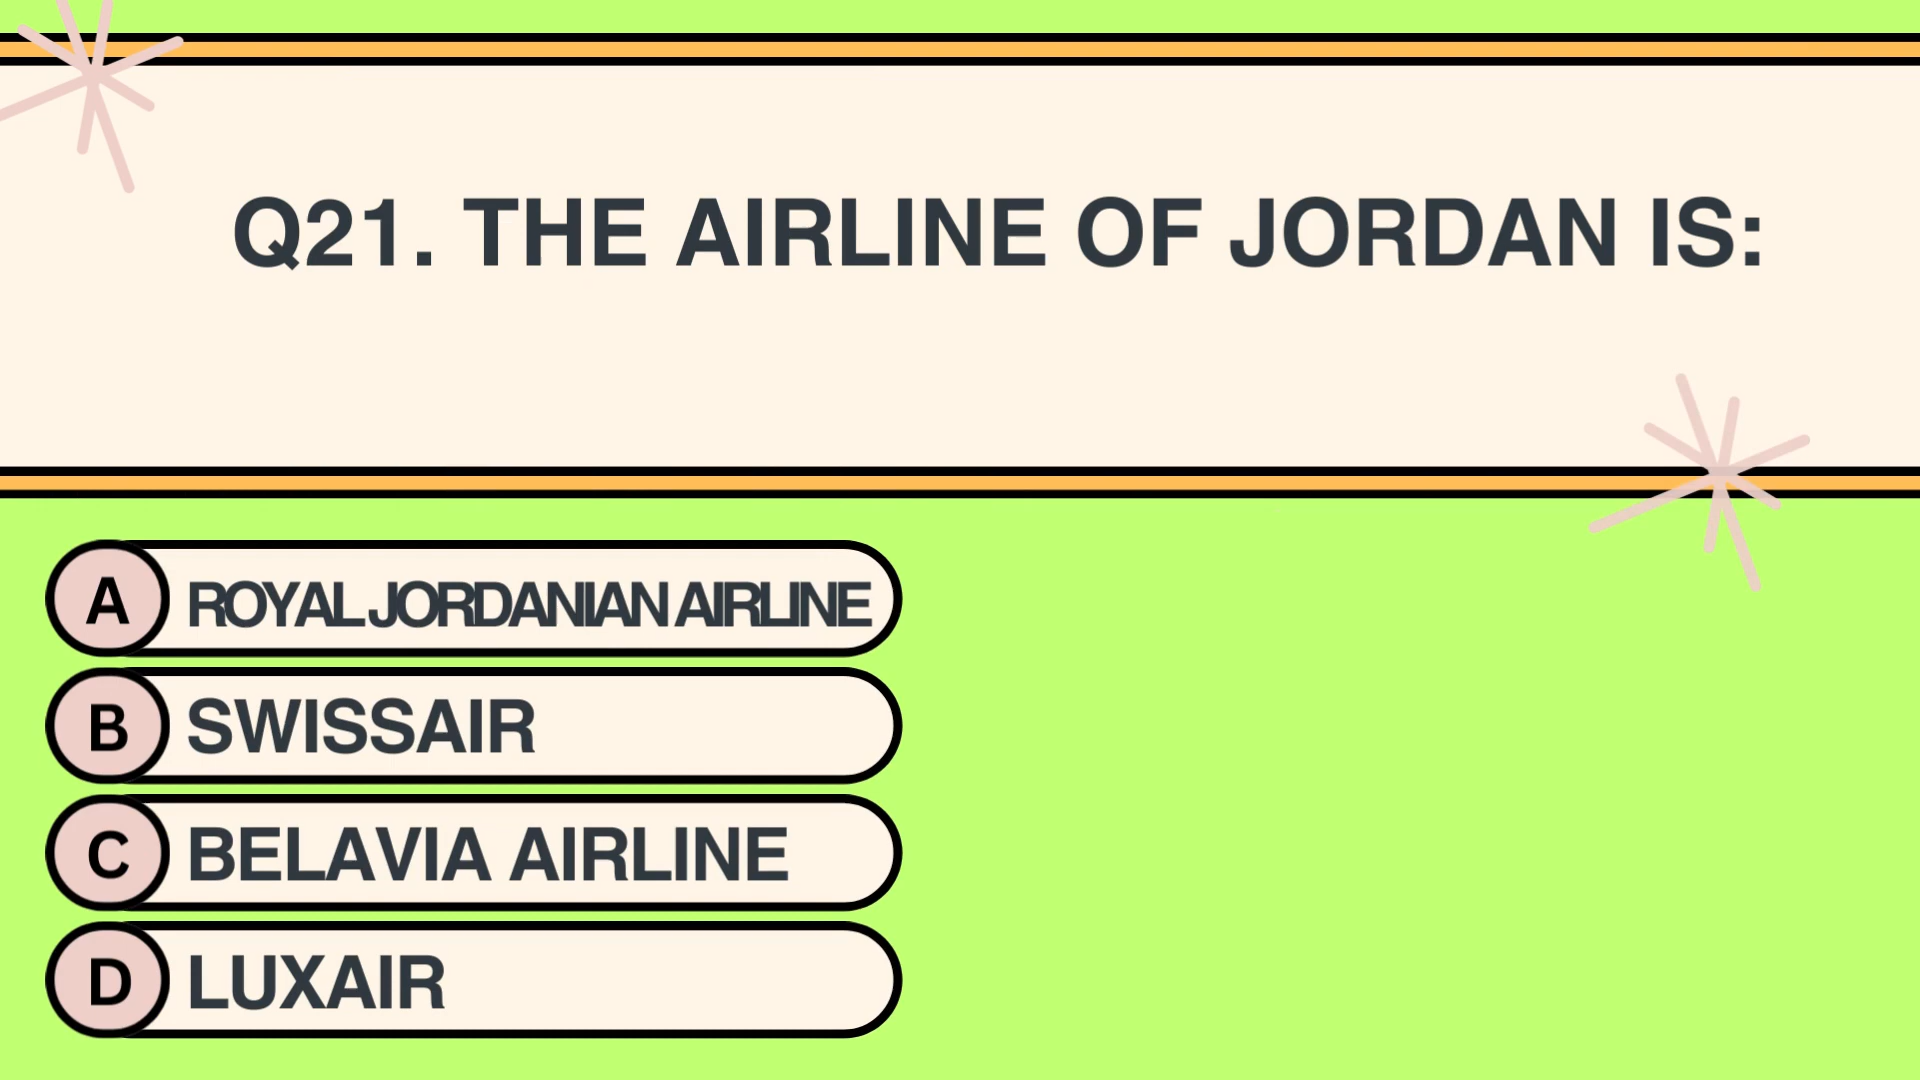 Q21. THE AIRLINE OF JORDAN IS:
A ROYAL JORDANIAN AIRLINE
B SWISSAIR
C BELAVIA AIRLINE
D LUXAIR